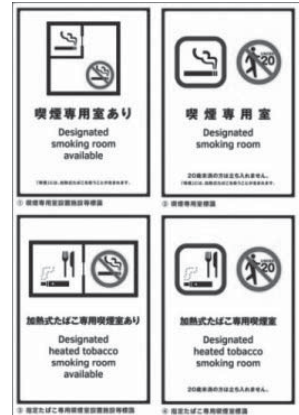 喫煙専用室あり
Designated
smoking room
available
① 喫煙専用室設置施設等標識
20
喫煙専用室
Designated
smoking room
20歳未満の方は立ち入れません。
② 喫煙専用室標識
加熱式たばこ専用喫煙室あり
Designated
heated tobacco
smoking room
available
③ 指定たばこ専用喫煙室設置施設等標識
20
加熱式たばこ専用喫煙室
Designated
heated tobacco
smoking room
20歳未満の方は立ち入れません。
④ 指定たばこ専用喫煙室標識